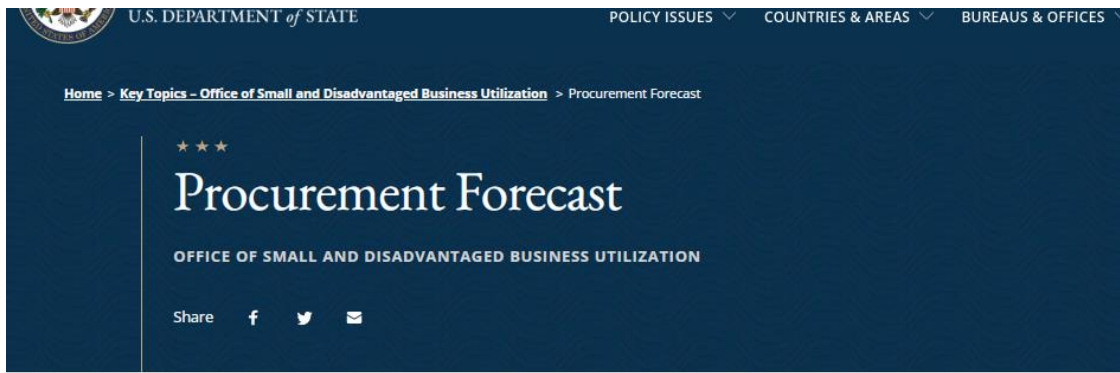 U.S. DEPARTMENT of STATE
POLICY ISSUES COUNTRIES & AREAS BUREAUS & OFFICES
Home > Key Topics – Office of Small and Disadvantaged Business Utilization > Procurement Forecast
Procurement Forecast
OFFICE OF SMALL AND DISADVANTAGED BUSINESS UTILIZATION
Share